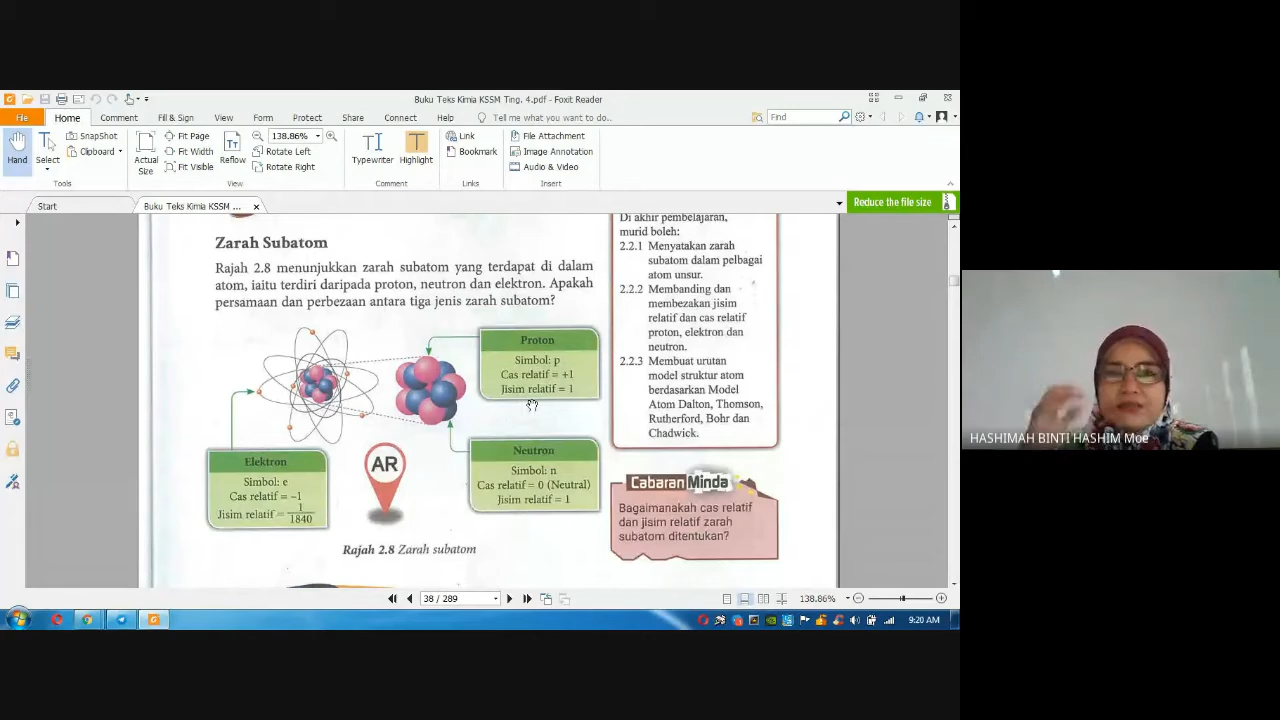 Buku Teks Kimia KSSM Ting. 4.pdf - Foxit Reader
File Home Comment Fill & Sign View Form Protect Share Connect Help Tell me what you want to do.. Find
Hand
Select
SnapShot
Clipboard
Actual
Size
Fit Page
Fit Width
Fit Visible
Reflow
138.86%
Rotate Left
Rotate Right
Typewriter
Highlight
Link
Bookmark
File Attachment
Image Annotation
Audio & Video
Tools View Comment Links Insert
Start
Buku Teks Kimia KSSM ...
Reduce the file size
Zarah Subatom
Rajah 2.8 menunjukkan zarah subatom yang terdapat di dalam
atom, iaitu terdiri daripada proton, neutron dan elektron. Apakah
persamaan dan perbezaan antara tiga jenis zarah subatom?
Proton
Simbol: p
Cas relatif = +1
Jisim relatif = 1
Neutron
Simbol: n
Cas relatif = 0 (Neutral)
Jisim relatif = 1
Elektron
Simbol: e
Cas relatif = –1
Jisim relatif = 1/1840
AR
Rajah 2.8 Zarah subatom
Di akhir pembelajaran,
murid boleh:
2.2.1 Menyatakan zarah
subatom dalam pelbagai
atom unsur.
2.2.2 Membanding dan
membezakan jisim
relatif dan cas relatif
proton, elektron dan
neutron.
2.2.3 Membuat urutan
model struktur atom
berdasarkan Model
Atom Dalton, Thomson,
Rutherford, Bohr dan
Chadwick.
Cabaran Minda
Bagaimanakah cas relatif
dan jisim relatif zarah
subatom ditentukan?
38 / 289
138.86%
9:20 AM
HASHIMAH BINTI HASHIM Moe